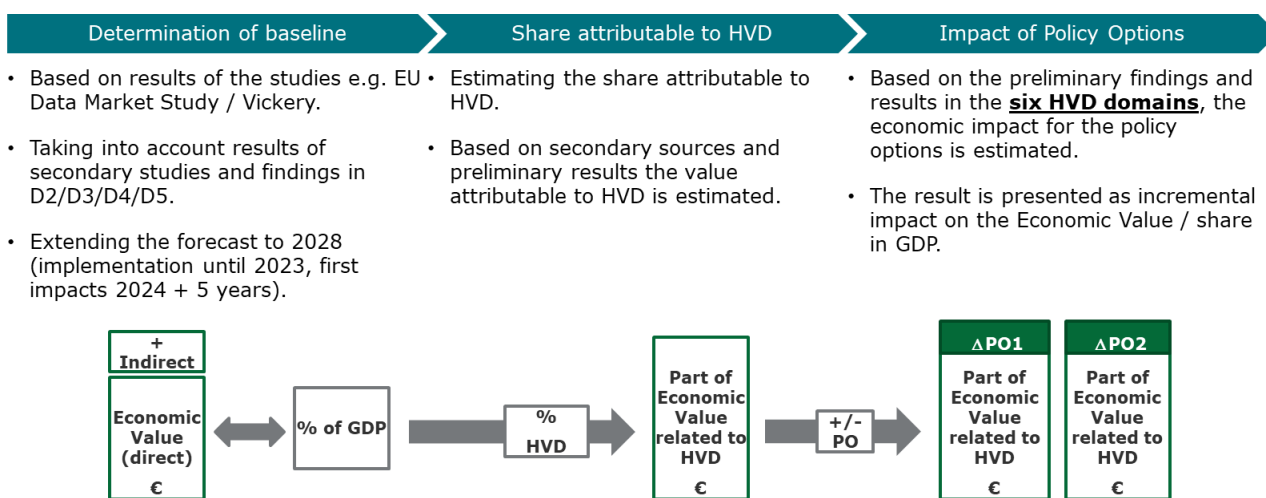 Determination of baseline
Share attributable to HVD
Impact of Policy Options
• Based on results of the studies e.g. EU
Data Market Study / Vickery.
• Taking into account results of
secondary studies and findings in
D2/D3/D4/D5.
• Extending the forecast to 2028
(implementation until 2023, first
impacts 2024 + 5 years).
• Estimating the share attributable to
HVD.
• Based on secondary sources and
preliminary results the value
attributable to HVD is estimated.
• Based on the preliminary findings and
results in the six HVD domains, the
economic impact for the policy
options is estimated.
• The result is presented as incremental
impact on the Economic Value / share
in GDP.
+
Indirect
Economic
Value
(direct)
€
% of GDP
%
HVD
Part of
Economic
Value
related to
HVD
€
+/-
PO
ΔPO1
Part of
Economic
Value
related to
HVD
€
ΔPO2
Part of
Economic
Value
related to
HVD
€